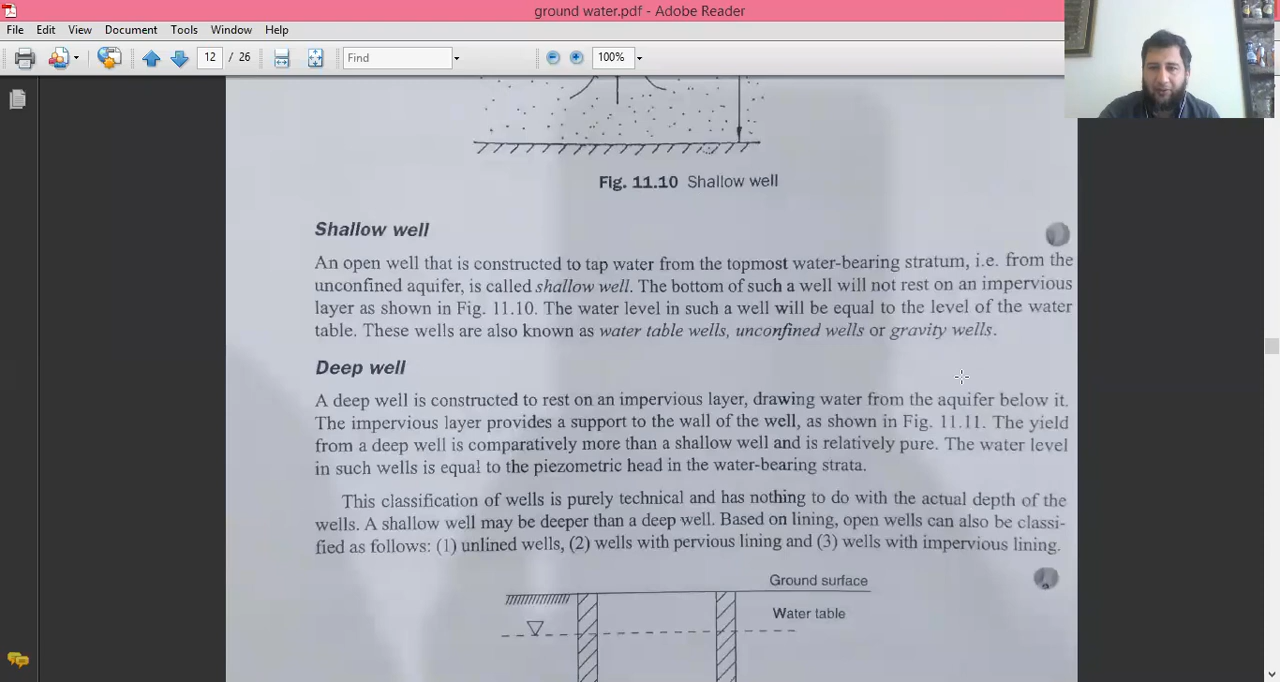 ground water.pdf - Adobe Reader
File Edit View Document Tools Window Help
12 / 26 Find 100%
Fig. 11.10 Shallow well
Shallow well
An open well that is constructed to tap water from the topmost water-bearing stratum, i.e. from the
unconfined aquifer, is called shallow well. The bottom of such a well will not rest on an impervious
layer as shown in Fig. 11.10. The water level in such a well will be equal to the level of the water
table. These wells are also known as water table wells, unconfined wells or gravity wells.
Deep well
A deep well is constructed to rest on an impervious layer, drawing water from the aquifer below it.
The impervious layer provides a support to the wall of the well, as shown in Fig. 11.11. The yield
from a deep well is comparatively more than a shallow well and is relatively pure. The water level
in such wells is equal to the piezometric head in the water-bearing strata.
This classification of wells is purely technical and has nothing to do with the actual depth of the
wells. A shallow well may be deeper than a deep well. Based on lining, open wells can also be classi-
fied as follows: (1) unlined wells, (2) wells with pervious lining and (3) wells with impervious lining.
Ground surface
Water table